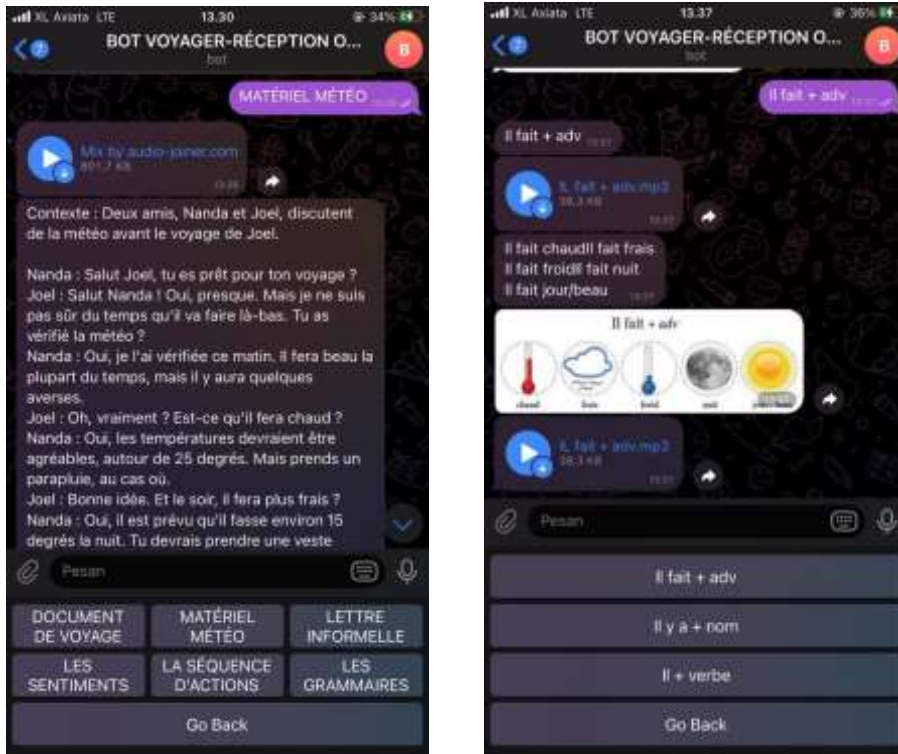 XL Axiata LTE 13.30 34%
7
BOT VOYAGER-RÉCEPTION O...
bot
B
MATÉRIEL MÉTÉO
Mix by audio-joiner.com
801,7 KB
Contexte : Deux amis, Nanda et Joel, discutent
de la météo avant le voyage de Joel.
Nanda : Salut Joel, tu es prêt pour ton voyage ?
Joel : Salut Nanda ! Oui, presque. Mais je ne suis
pas sûr du temps qu'il va faire là-bas. Tu as
vérifié la météo ?
Nanda : Oui, je l'ai vérifiée ce matin. Il fera beau la
plupart du temps, mais il y aura quelques
averses.
Joel : Oh, vraiment ? Est-ce qu'il fera chaud ?
Nanda : Oui, les températures devraient être
agréables, autour de 25 degrés. Mais prends un
parapluie, au cas où.
Joel : Bonne idée. Et le soir, il fera plus frais ?
Nanda : Oui, il est prévu qu'il fasse environ 15
degrés la nuit. Tu devrais prendre une veste
Pesan
DOCUMENT
DE VOYAGE
MATÉRIEL
MÉTÉO
LETTRE
INFORMELLE
LES
SENTIMENTS
LA SÉQUENCE
D'ACTIONS
LES
GRAMMAIRES
Go Back
XL Axiata LTE 13.37 36%
7
BOT VOYAGER-RÉCEPTION O...
bot
B
Il fait + adv
Il fait + adv
IL fait + adv.mp3
38,3 KB
Il fait chaudIl fait frais
Il fait froidIl fait nuit
Il fait jour/beau
Il fait + adv
chaud frais froid nuit
IL fait + adv.mp3
38,3 KB
Pesan
Il fait + adv
Il y a + nom
Il + verbe
Go Back